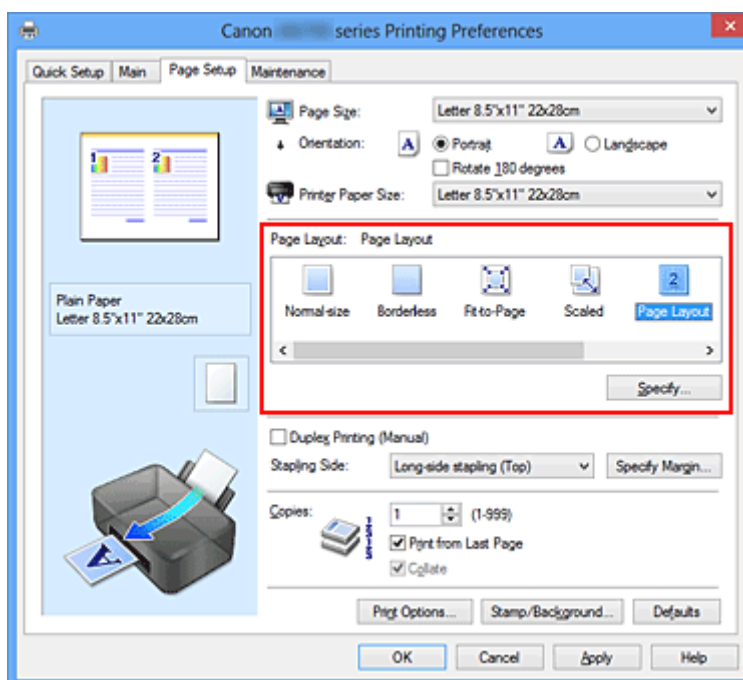 Canon series Printing Preferences
Quick Setup Main Page Setup Maintenance
1 2
Plain Paper
Letter 8.5"x11" 22x28cm
Page Size: Letter 8.5"x11" 22x28cm
Orientation: A Portrait A Landscape
Rotate 180 degrees
Printer Paper Size: Letter 8.5"x11" 22x28cm
Page Layout: Page Layout
2
Normal-size Borderless Fit-to-Page Scaled Page Layout
Specify...
Duplex Printing (Manual)
Stapling Side: Long-side stapling (Top) Specify Margin...
Copies: 1 (1-999)
Print from Last Page
Collate
A
Print Options... Stamp/Background... Defaults
OK Cancel Apply Help